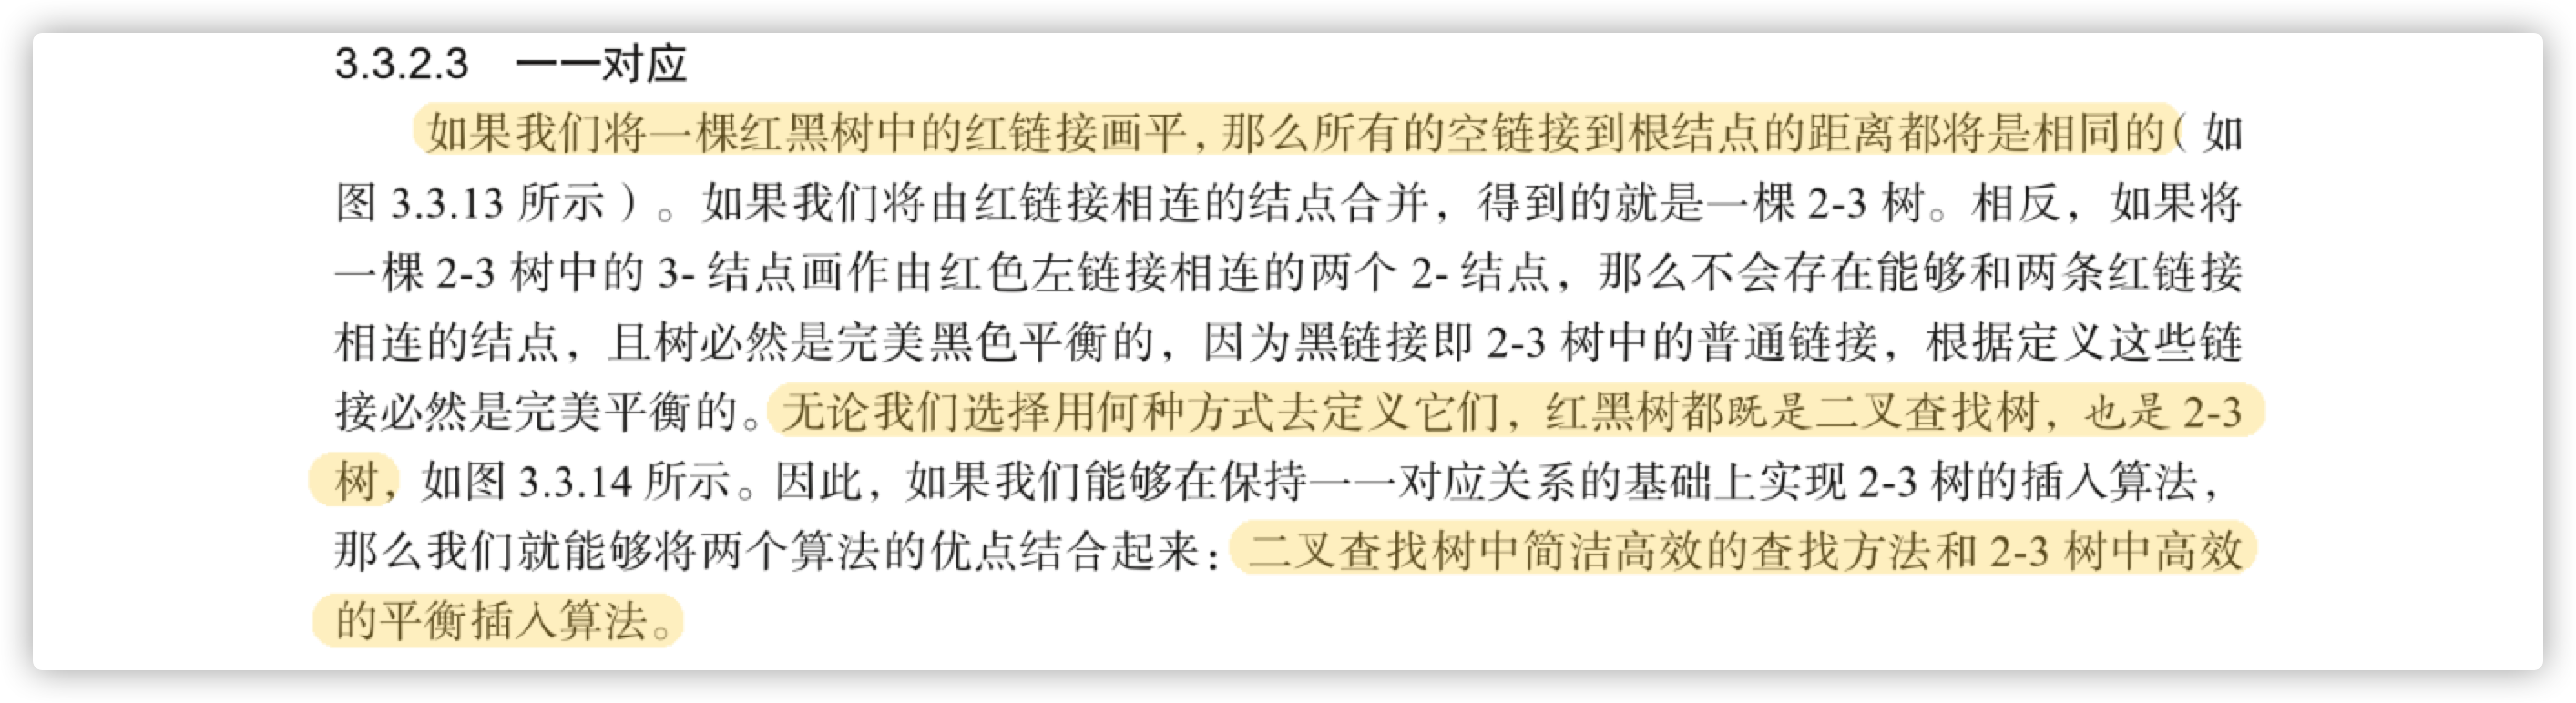 3.3.2.3 一一对应
如果我们将一棵红黑树中的红链接画平，那么所有的空链接到根结点的距离都将是相同的（如
图 3.3.13 所示）。如果我们将由红链接相连的结点合并，得到的就是一棵 2-3 树。相反，如果将
一棵 2-3 树中的 3- 结点画作由红色左链接相连的两个 2- 结点，那么不会存在能够和两条红链接
相连的结点，且树必然是完美黑色平衡的，因为黑链接即 2-3 树中的普通链接，根据定义这些链
接必然是完美平衡的。无论我们选择用何种方式去定义它们，红黑树都既是二叉查找树，也是 2-3
树，如图 3.3.14 所示。因此，如果我们能够在保持一一对应关系的基础上实现 2-3 树的插入算法，
那么我们就能够将两个算法的优点结合起来：二叉查找树中简洁高效的查找方法和 2-3 树中高效
的平衡插入算法。